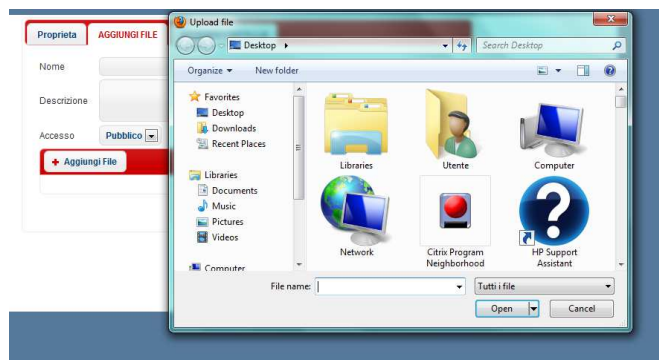 Upload file
Proprieta
AGGIUNGI FILE
Desktop
Search Desktop
Organize
New folder
Nome
Descrizione
Accesso
Pubblico
Aggiungi File
Favorites
Desktop
Downloads
Recent Places
Libraries
Documents
Music
Pictures
Videos
Computer
Libraries
Utente
Computer
Network
Citrix Program
Neighborhood
HP Support
Assistant
File name:
Tutti i file
Open
Cancel